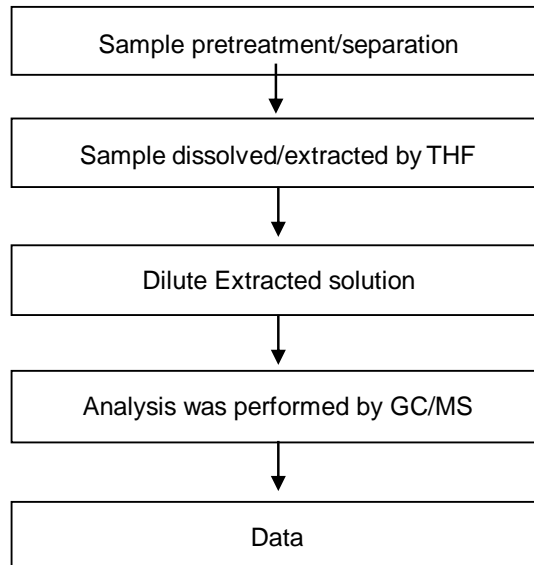 Sample pretreatment/separation
Sample dissolved/extracted by THF
Dilute Extracted solution
Analysis was performed by GC/MS
Data